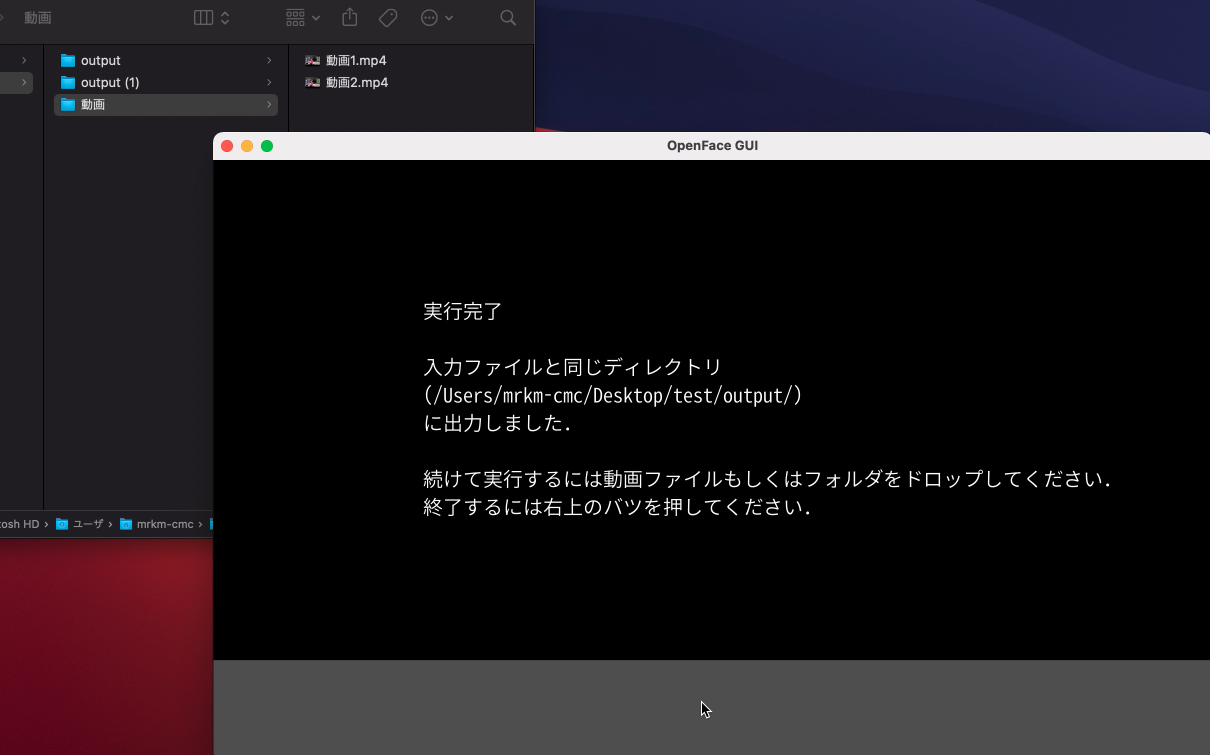 動画
output
output (1)
動画
動画1.mp4
動画2.mp4
OpenFace GUI
実行完了
入力ファイルと同じディレクトリ
(/Users/mrkm-cmc/Desktop/test/output/)
に出力しました.
続けて実行するには動画ファイルもしくはフォルダをドロップしてください.
終了するには右上のバツを押してください.
tosh HD › ユーザ › mrkm-cmc ›